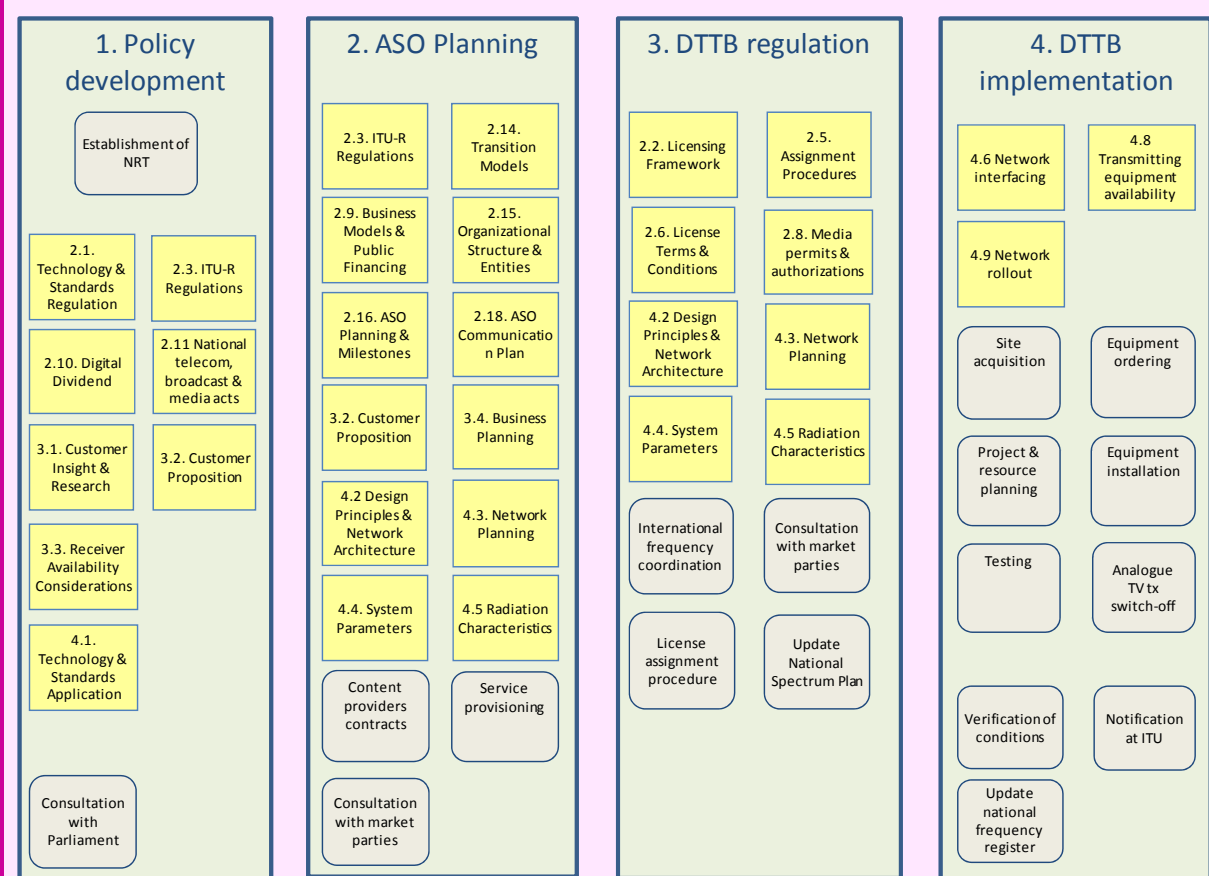 1. Policy
development
Establishment of
NRT
2.1.
Technology &
Standards
Regulation
2.3. ITU-R
Regulations
2.10. Digital
Dividend
2.11 National
telecom,
broadcast &
media acts
3.1. Customer
Insight &
Research
3.2. Customer
Proposition
3.3. Receiver
Availability
Considerations
4.1.
Technology &
Standards
Application
Consultation
with
Parliament
2. ASO Planning
2.3. ITU-R
Regulations
2.14.
Transition
Models
2.9. Business
Models &
Public
Financing
2.15.
Organizational
Structure &
Entities
2.16. ASO
Planning &
Milestones
2.18. ASO
Communicatio
n Plan
3.2. Customer
Proposition
3.4. Business
Planning
4.2 Design
Principles &
Network
Architecture
4.3. Network
Planning
4.4. System
Parameters
4.5 Radiation
Characteristics
Content
providers
contracts
Service
provisioning
Consultation
with market
parties
3. DTTB regulation
2.2. Licensing
Framework
2.5.
Assignment
Procedures
2.6. License
Terms &
Conditions
2.8. Media
permits &
authorizations
4.2 Design
Principles &
Network
Architecture
4.3. Network
Planning
4.4. System
Parameters
4.5 Radiation
Characteristics
International
frequency
coordination
Consultation
with market
parties
License
assignment
procedure
Update
National
Spectrum Plan
4. DTTB
implementation
4.6 Network
interfacing
4.8
Transmitting
equipment
availability
4.9 Network
rollout
Site
acquisition
Equipment
ordering
Project &
resource
planning
Equipment
installation
Testing
Analogue
TV tx
switch-off
Verification of
conditions
Notification
at ITU
Update
national
frequency
register